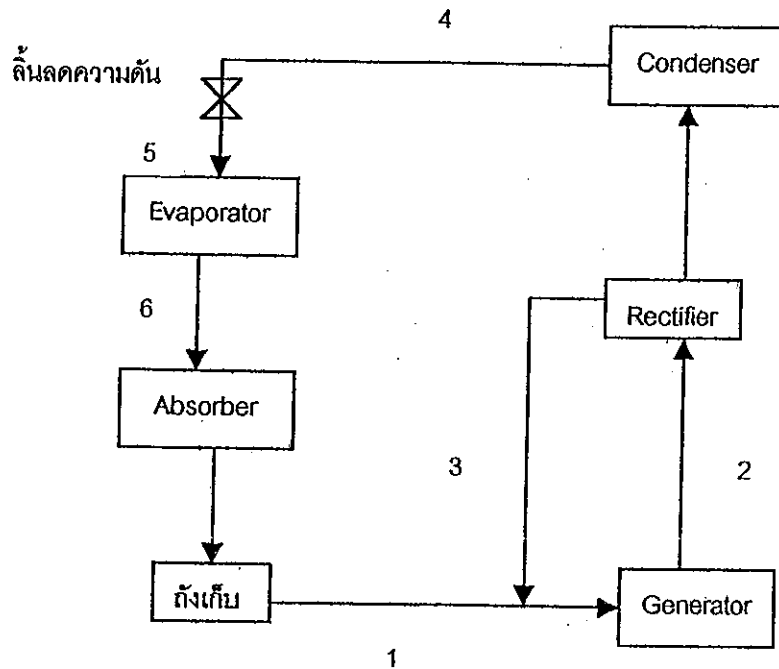 4
Condenser
ลิ้นลดความดัน
5
Evaporator
6
Rectifier
Absorber
3
2
ถังเก็บ
Generator
1